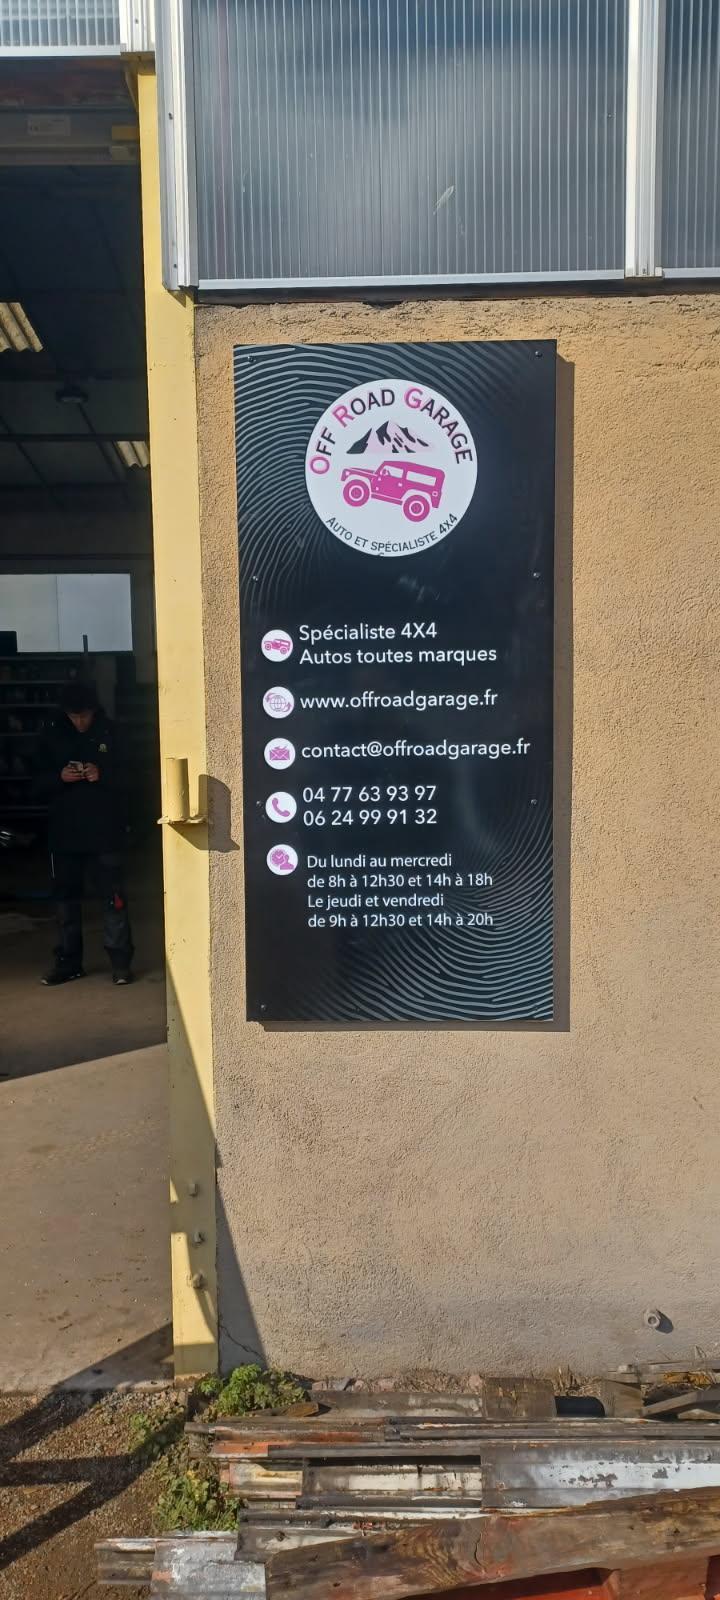 OFF ROAD GARAGE
AUTO ET SPÉCIALISTE 4X4
Spécialiste 4X4
Autos toutes marques
www.offroadgarage.fr
contact@offroadgarage.fr
04 77 63 93 97
06 24 99 91 32
Du lundi au mercredi
de 8h à 12h30 et 14h à 18h
Le jeudi et vendredi
de 9h à 12h30 et 14h à 20h